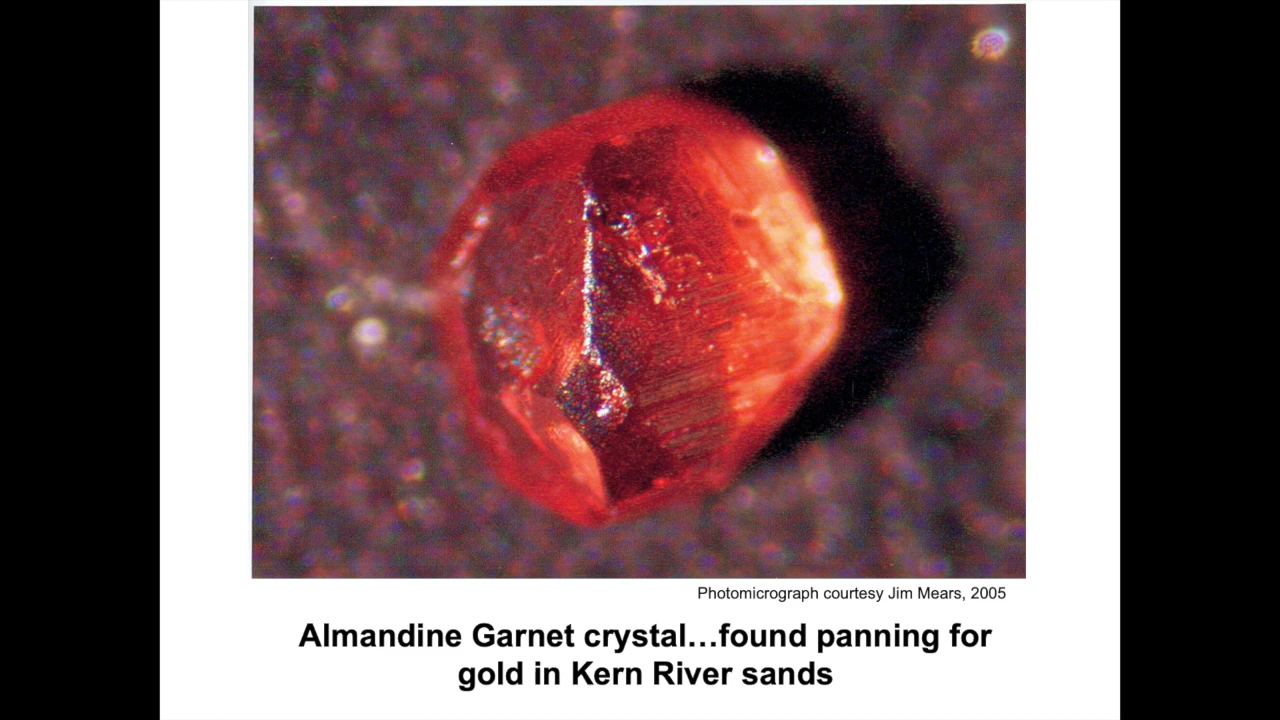 Photomicrograph courtesy Jim Mears, 2005
Almandine Garnet crystal…found panning for
gold in Kern River sands